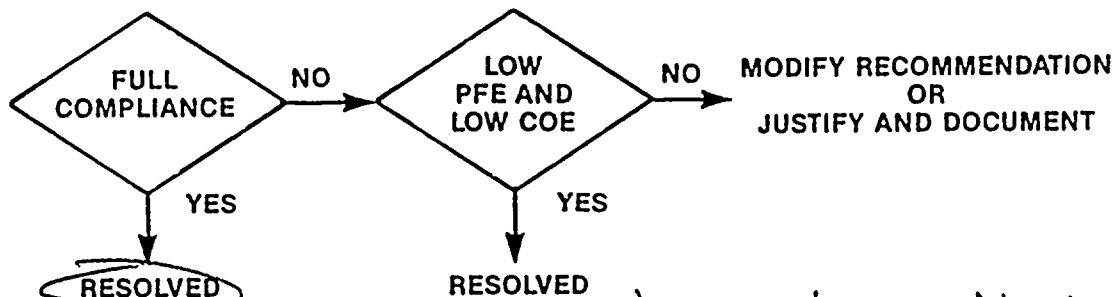 FULL
COMPLIANCE
NO
LOW
PFE AND
LOW COE
NO
MODIFY RECOMMENDATION
OR
JUSTIFY AND DOCUMENT
YES
YES
RESOLVED
RESOLVED